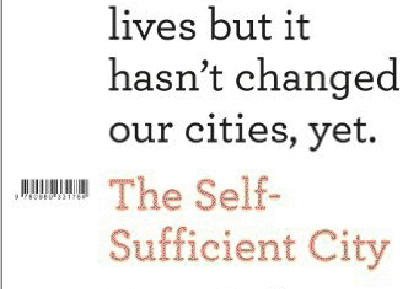 lives but it
hasn't changed
our cities, yet.
The Self-
Sufficient City